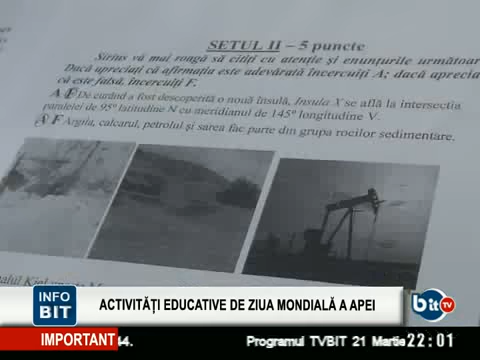 SETUL II – 5 puncte
Sirius vă mai roagă să citiți cu atenție și enunțurile următoar
Dacă apreciați că afirmația este adevărată încercuiți A; dacă aprecia
că este falsă, încercuiți F.
A F De curând a fost descoperită o nouă insulă, Insula X se află la intersecția
paralelei de 95° latitudine N cu meridianul de 145° longitudine V.
A F Argila, calcarul, petrolul și sarea fac parte din grupa rocilor sedimentare.
INFO
BIT
ACTIVITĂȚI EDUCATIVE DE ZIUA MONDIALĂ A APEI
bit TV
IMPORTANT
44. Programul TVBIT 21 Martie 22:01